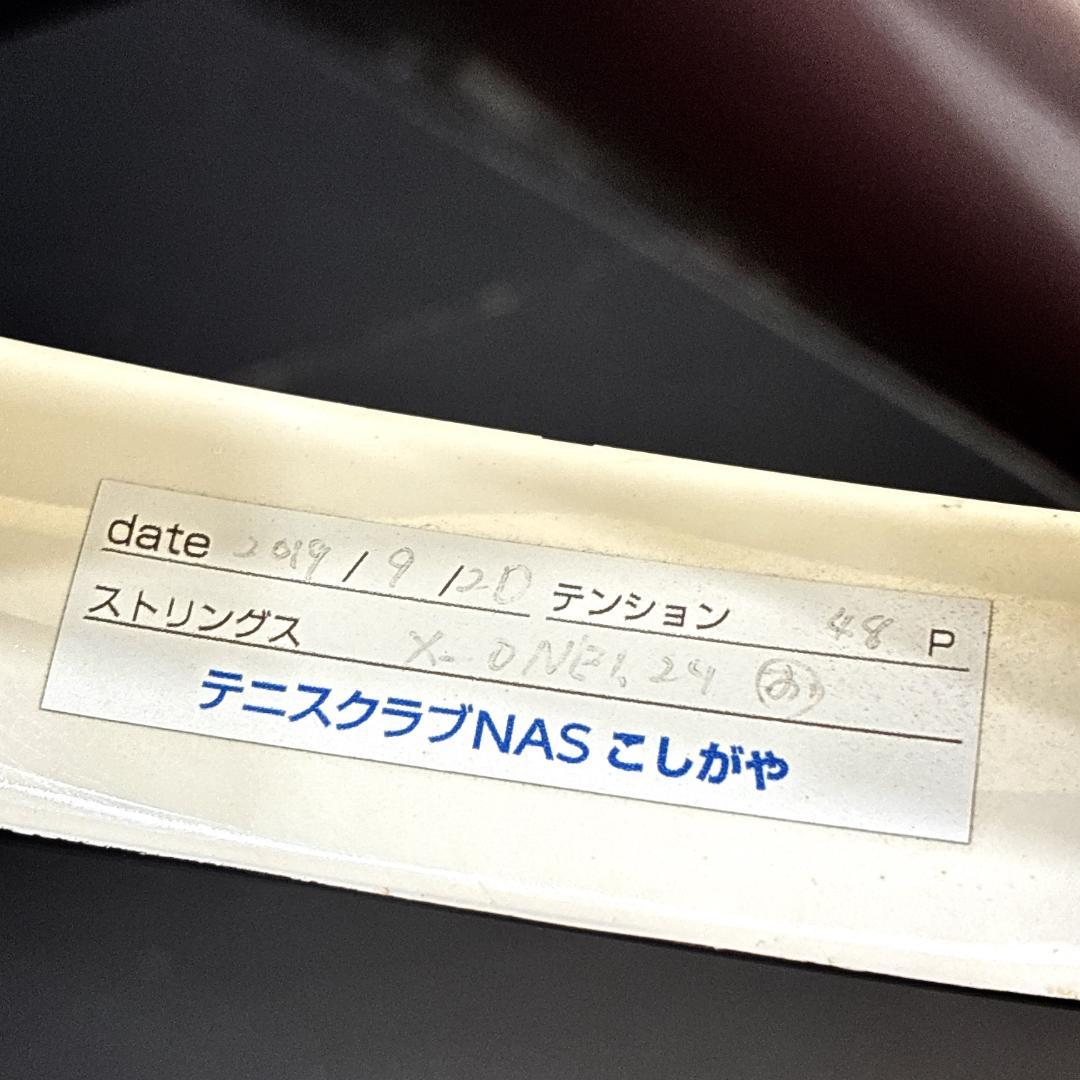 date 2019 / 9 / 20 テンション 48 P
ストリングス X-ONE1.24 お
テニスクラブNAS こしがや